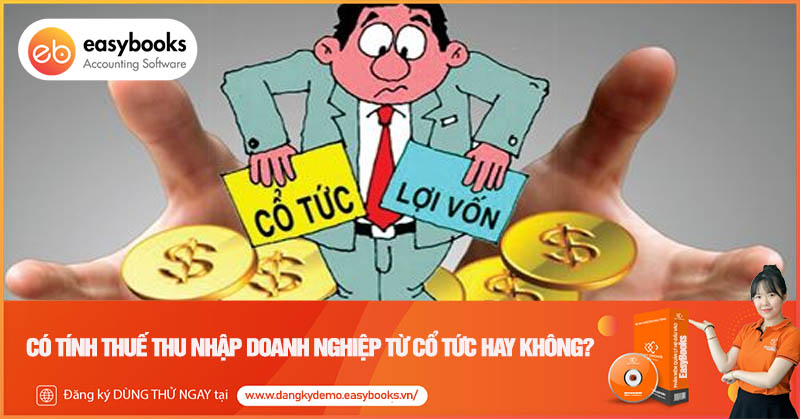 eb easybooks
Accounting Software
CỔ TỨC
LỢI VỐN
$
$
$
CÓ TÍNH THUẾ THU NHẬP DOANH NGHIỆP TỪ CỔ TỨC HAY KHÔNG?
Đăng ký DÙNG THỬ NGAY tại www.dangkydemo.easybooks.vn/
EasyBooks